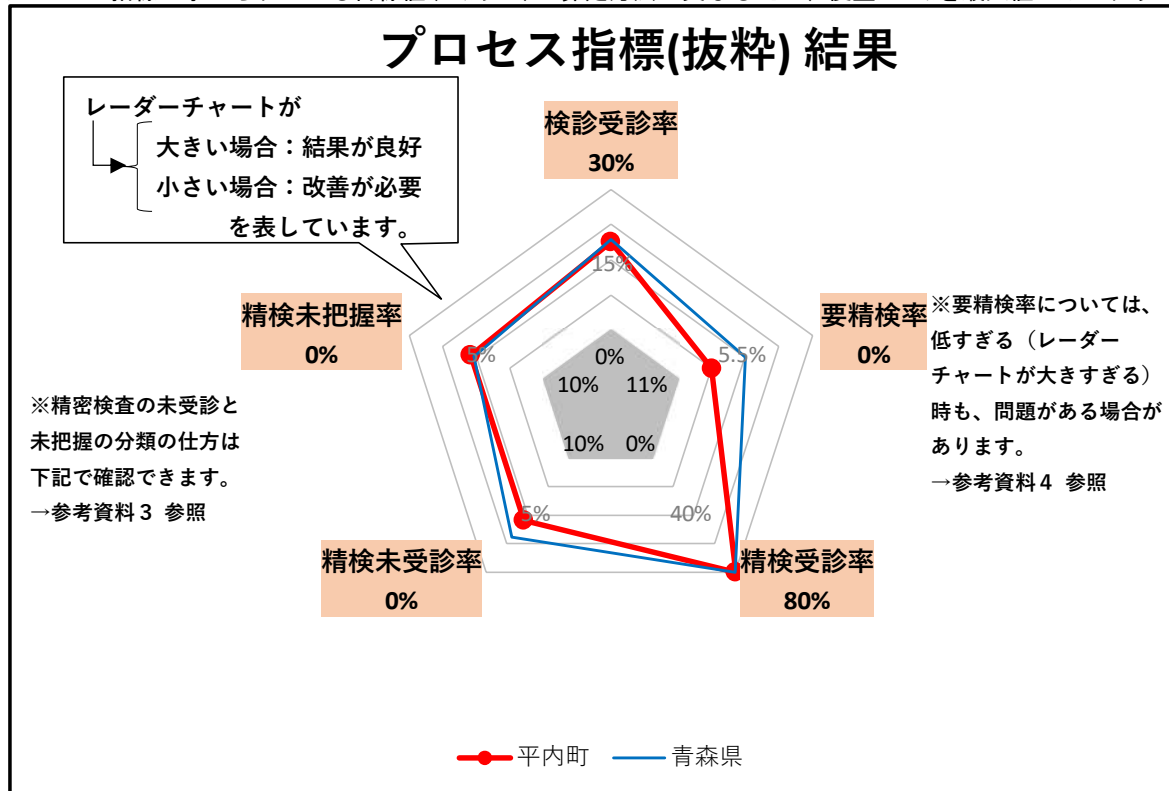 プロセス指標(抜粋) 結果
レーダーチャートが
大きい場合：結果が良好
小さい場合：改善が必要
を表しています。
検診受診率
30%
精検未把握率
0%
要精検率
0%
※要精検率については、
低すぎる（レーダー
チャートが大きすぎる）
時も、問題がある場合が
あります。
→参考資料４ 参照
※精密検査の未受診と
未把握の分類の仕方は
下記で確認できます。
→参考資料３ 参照
15%
5%
5.5%
0%
10%
11%
10%
0%
5%
40%
精検未受診率
0%
精検受診率
80%
平内町
青森県